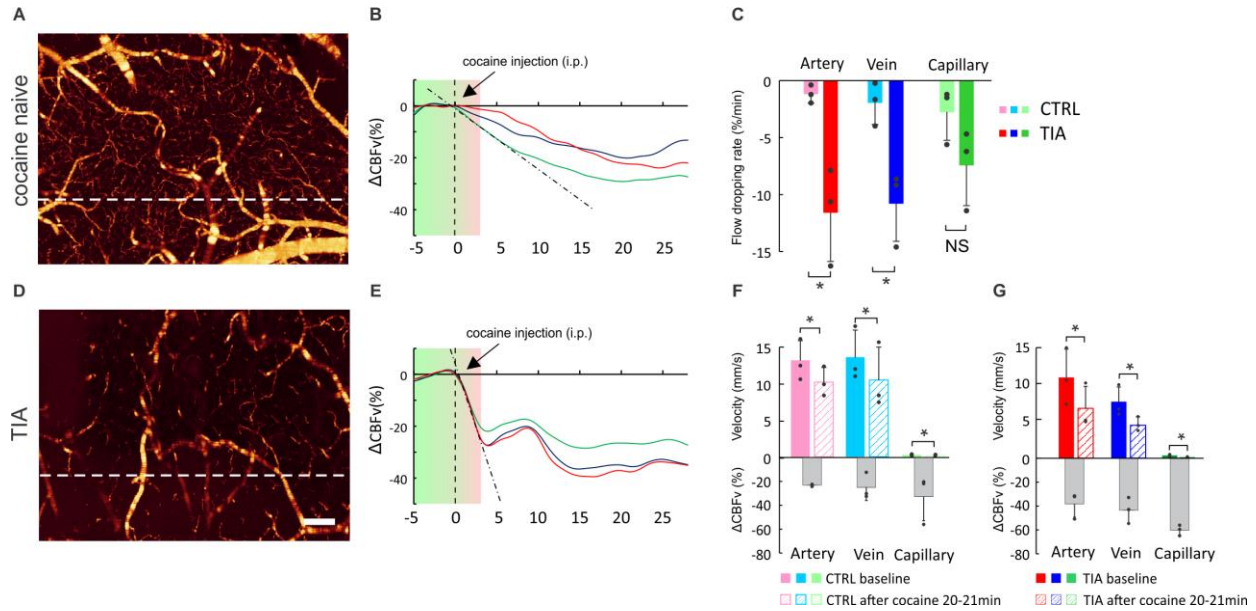 A
cocaine naive
B
cocaine injection (i.p.)
ΔCBFv(%)
0
-20
-40
-5 0 5 10 15 20 25
C
Artery Vein Capillary
Flow dropping rate (%/min)
0
-5
-10
-15
* * NS
CTRL
TIA
D
TIA
E
cocaine injection (i.p.)
ΔCBFv(%)
0
-20
-40
-5 0 5 10 15 20 25
F
Velocity (mm/s)
15
10
5
0
* * *
ΔCBFv (%)
-20
-40
-60
-80
Artery Vein Capillary
CTRL baseline
CTRL after cocaine 20-21min
G
Velocity (mm/s)
15
10
5
0
* * *
ΔCBFv (%)
-20
-40
-60
-80
Artery Vein Capillary
TIA baseline
TIA after cocaine 20-21min